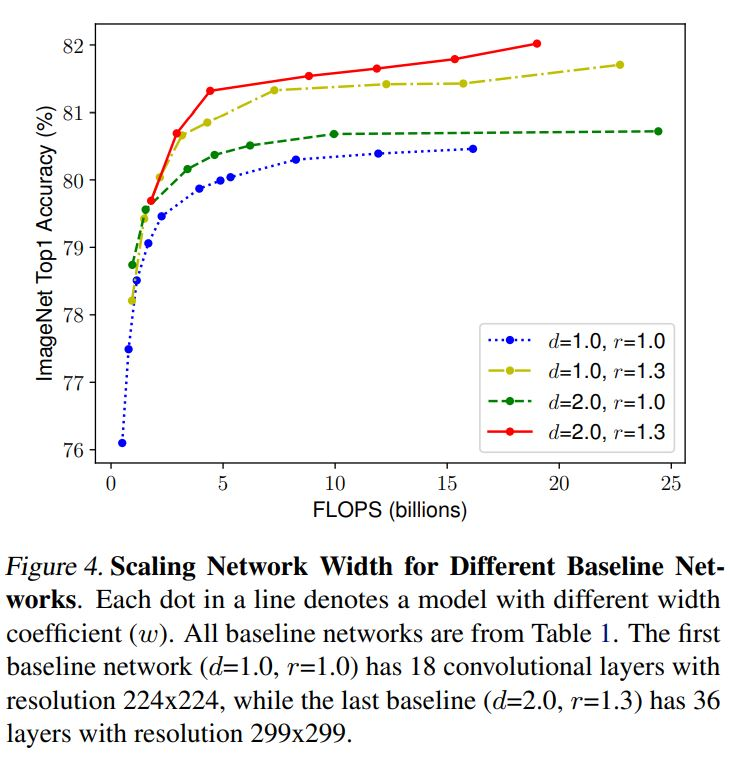 82
81
80
79
78
77
76
ImageNet Top1 Accuracy (%)
d=1.0, r=1.0
d=1.0, r=1.3
d=2.0, r=1.0
d=2.0, r=1.3
0 5 10 15 20 25
FLOPS (billions)
Figure 4. Scaling Network Width for Different Baseline Net-
works. Each dot in a line denotes a model with different width
coefficient (w). All baseline networks are from Table 1. The first
baseline network (d=1.0, r=1.0) has 18 convolutional layers with
resolution 224x224, while the last baseline (d=2.0, r=1.3) has 36
layers with resolution 299x299.